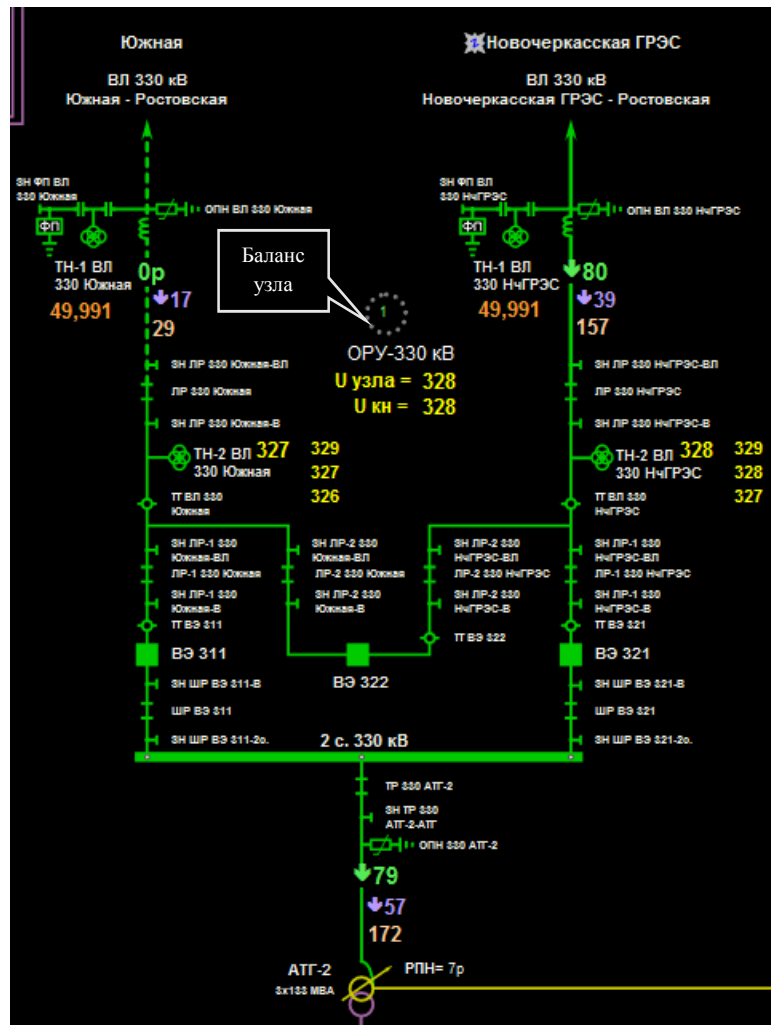 Южная
Новочеркасская ГРЭС
ВЛ 330 кВ
Южная - Ростовская
ВЛ 330 кВ
Новочеркасская ГРЭС - Ростовская
ЗН ФП ВЛ
330 Южная
ФП
ОПН ВЛ 330 Южная
ТН-1 ВЛ
330 Южная
49,991
0р
17
29
Баланс
узла
1
ОРУ-330 кВ
U узла = 328
U кн = 328
ЗН ФП ВЛ
330 НчГРЭС
ФП
ОПН ВЛ 330 НчГРЭС
ТН-1 ВЛ
330 НчГРЭС
49,991
80
39
157
ЗН ЛР 330 Южная-ВЛ
ЛР 330 Южная
ЗН ЛР 330 Южная-В
ТН-2 ВЛ 327
330 Южная
329
327
326
ТТ ВЛ 330
Южная
ЗН ЛР 330 НчГРЭС-ВЛ
ЛР 330 НчГРЭС
ЗН ЛР 330 НчГРЭС-В
ТН-2 ВЛ 328
330 НчГРЭС
329
328
327
ТТ ВЛ 330
НчГРЭС
ЗН ЛР-1 330
Южная-ВЛ
ЛР-1 330 Южная
ЗН ЛР-1 330
Южная-В
ТТ ВЭ 311
ВЭ 311
ЗН ШР ВЭ 311-В
ШР ВЭ 311
ЗН ШР ВЭ 311-2с.
ЗН ЛР-2 330
Южная-ВЛ
ЛР-2 330 Южная
ЗН ЛР-2 330
Южная-В
ВЭ 322
ЗН ЛР-2 330
НчГРЭС-ВЛ
ЛР-2 330 НчГРЭС
ЗН ЛР-2 330
НчГРЭС-В
ТТ ВЭ 322
ЗН ЛР-1 330
НчГРЭС-ВЛ
ЛР-1 330 НчГРЭС
ЗН ЛР-1 330
НчГРЭС-В
ТТ ВЭ 321
ВЭ 321
ЗН ШР ВЭ 321-В
ШР ВЭ 321
ЗН ШР ВЭ 321-2с.
2 с. 330 кВ
ТР 330 АТГ-2
ЗН ТР 330
АТГ-2-АТГ
ОПН 330 АТГ-2
79
57
172
АТГ-2
3х133 МВА
РПН= 7р